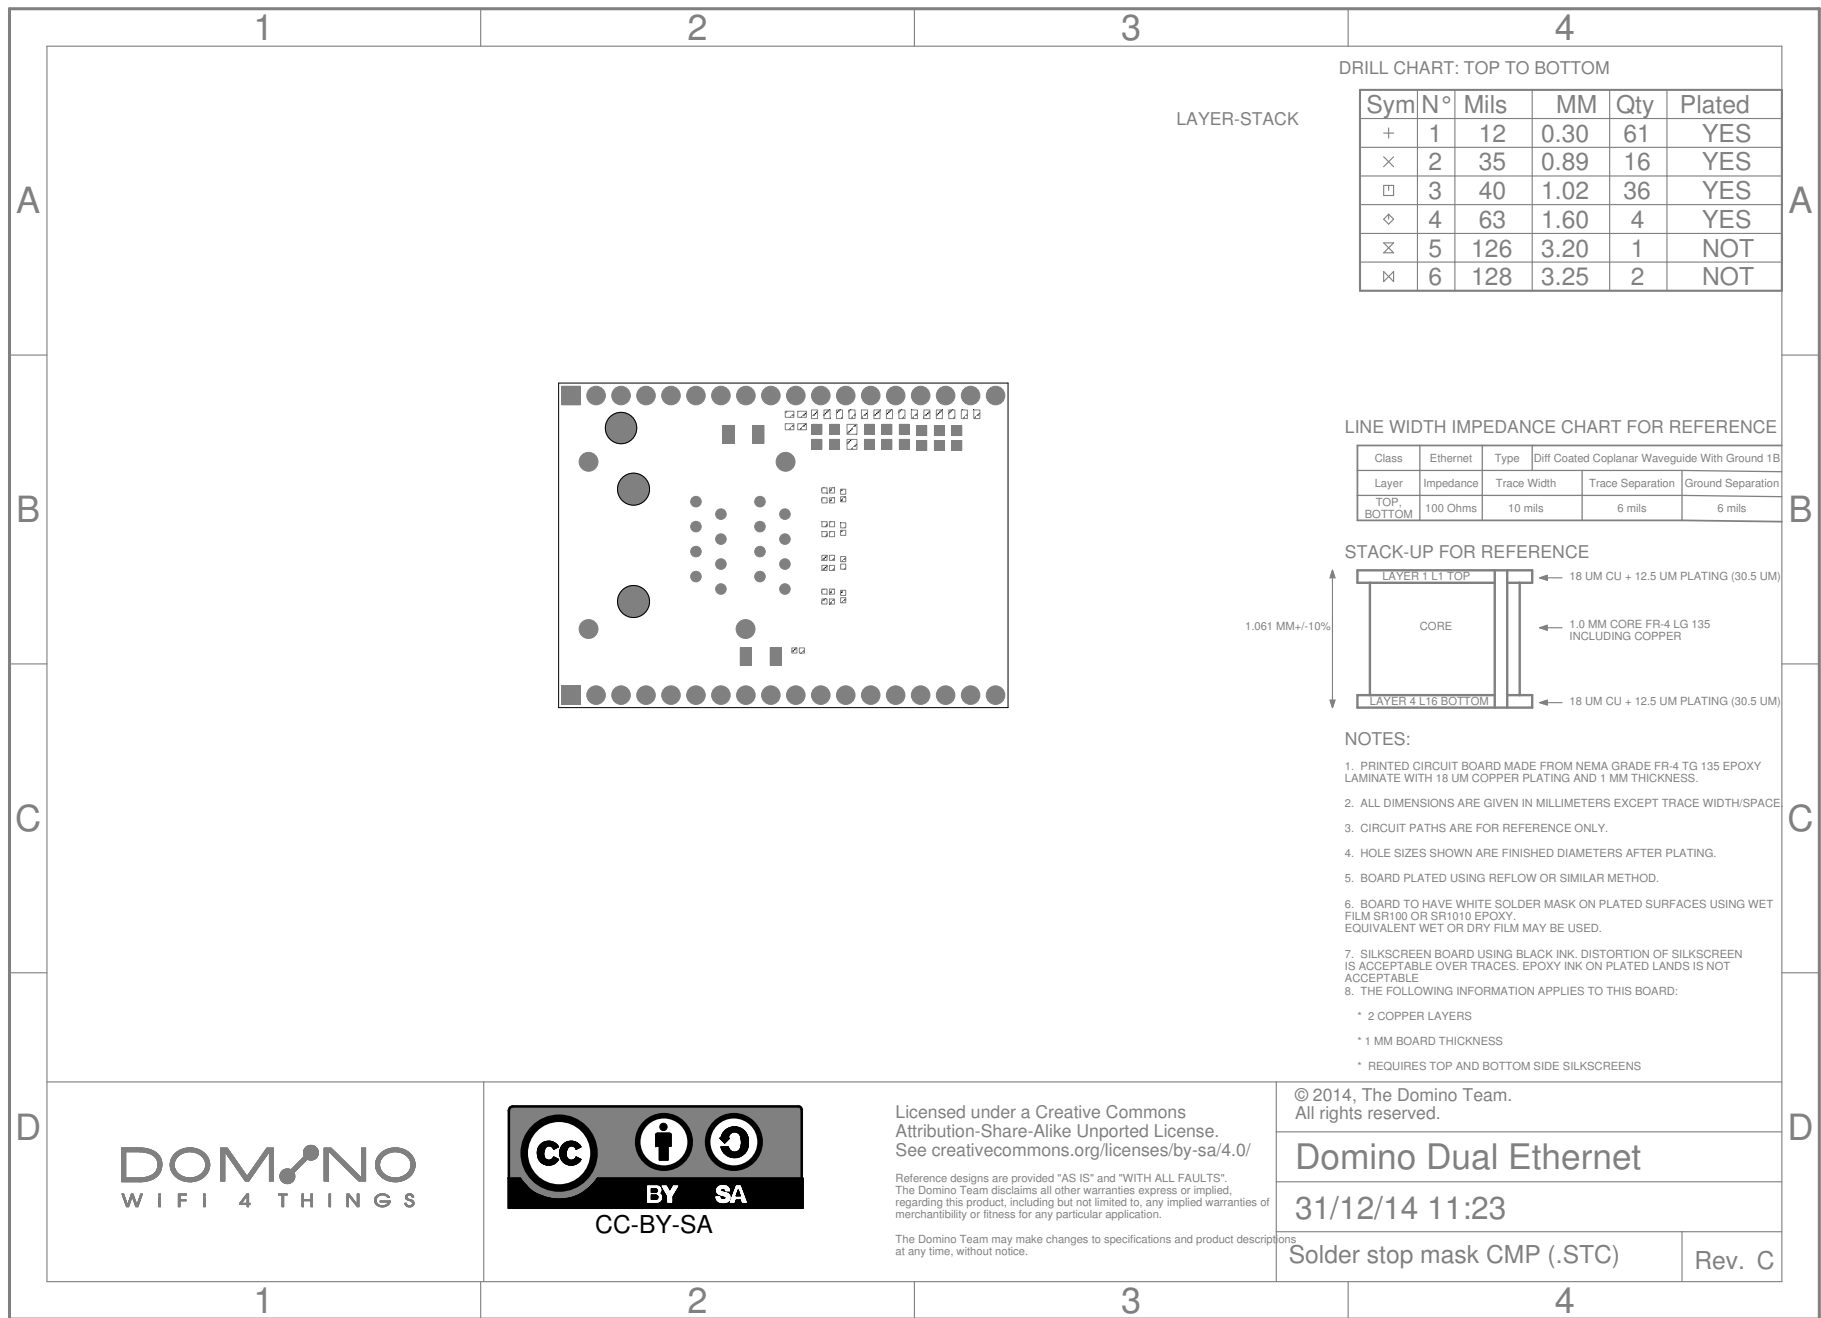 1 2 3 4
DRILL CHART: TOP TO BOTTOM
LAYER-STACK
Sym N° Mils MM Qty Plated
+ 1 12 0.30 61 YES
× 2 35 0.89 16 YES
3 40 1.02 36 YES
4 63 1.60 4 YES
5 126 3.20 1 NOT
6 128 3.25 2 NOT
A A
LINE WIDTH IMPEDANCE CHART FOR REFERENCE
Class Ethernet Type Diff Coated Coplanar Waveguide With Ground 1B
Layer Impedance Trace Width Trace Separation Ground Separation
TOP,
BOTTOM 100 Ohms 10 mils 6 mils 6 mils
B B
STACK-UP FOR REFERENCE
LAYER 1 L1 TOP
18 UM CU + 12.5 UM PLATING (30.5 UM)
1.061 MM+/-10%
CORE
1.0 MM CORE FR-4 LG 135
INCLUDING COPPER
LAYER 4 L16 BOTTOM
18 UM CU + 12.5 UM PLATING (30.5 UM)
NOTES:
1. PRINTED CIRCUIT BOARD MADE FROM NEMA GRADE FR-4 TG 135 EPOXY
LAMINATE WITH 18 UM COPPER PLATING AND 1 MM THICKNESS.
2. ALL DIMENSIONS ARE GIVEN IN MILLIMETERS EXCEPT TRACE WIDTH/SPACE
C C
3. CIRCUIT PATHS ARE FOR REFERENCE ONLY.
4. HOLE SIZES SHOWN ARE FINISHED DIAMETERS AFTER PLATING.
5. BOARD PLATED USING REFLOW OR SIMILAR METHOD.
6. BOARD TO HAVE WHITE SOLDER MASK ON PLATED SURFACES USING WET
FILM SR100 OR SR1010 EPOXY.
EQUIVALENT WET OR DRY FILM MAY BE USED.
7. SILKSCREEN BOARD USING BLACK INK. DISTORTION OF SILKSCREEN
IS ACCEPTABLE OVER TRACES. EPOXY INK ON PLATED LANDS IS NOT
ACCEPTABLE
8. THE FOLLOWING INFORMATION APPLIES TO THIS BOARD:
* 2 COPPER LAYERS
* 1 MM BOARD THICKNESS
* REQUIRES TOP AND BOTTOM SIDE SILKSCREENS
D D
DOMINO
WIFI 4 THINGS
cc
BY SA
CC-BY-SA
Licensed under a Creative Commons
Attribution-Share-Alike Unported License.
See creativecommons.org/licenses/by-sa/4.0/
Reference designs are provided "AS IS" and "WITH ALL FAULTS".
The Domino Team disclaims all other warranties express or implied,
regarding this product, including but not limited to, any implied warranties of
merchantibility or fitness for any particular application.
The Domino Team may make changes to specifications and product descriptions
at any time, without notice.
© 2014, The Domino Team.
All rights reserved.
Domino Dual Ethernet
31/12/14 11:23
Solder stop mask CMP (.STC)
Rev. C
1 2 3 4